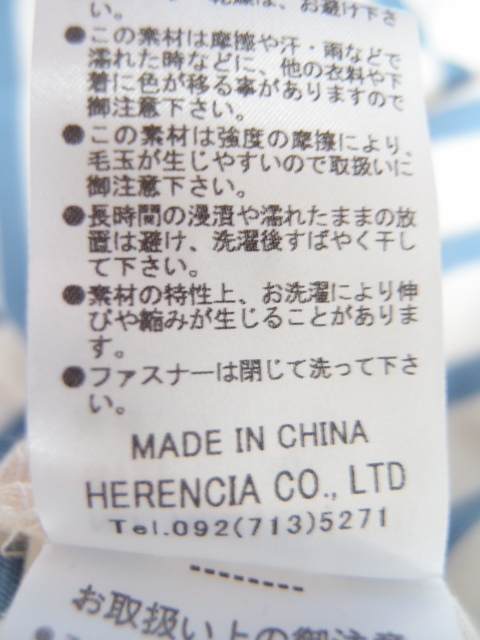 乾燥は、お避け下さ
い。
●この素材は摩擦や汗・雨などで
濡れた時などに、他の衣料や下
着に色が移る事がありますので
御注意下さい。
●この素材は強度の摩擦により、
毛玉が生じやすいので取扱いに
御注意下さい。
●長時間の浸漬や濡れたままの放
置は避け、洗濯後すばやく干し
て下さい。
●素材の特性上、お洗濯により伸
びや縮みが生じることがありま
す。
●ファスナーは閉じて洗って下さ
い。
MADE IN CHINA
HERENCIA CO., LTD
Tel.092(713)5271
--------
お取扱い上の御注意